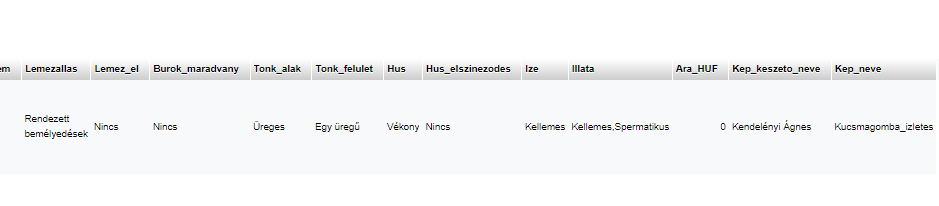 em Lemezallas Lemez_el Burok_maradvany Tonk_alak Tonk_felulet Hus Hus_elszinezodes Ize Illata Ara_HUF Kep_keszeto_neve Kep_neve
Rendezett
bemélyedések Nincs Nincs Üreges Egy üregű Vékony Nincs Kellemes Kellemes,Spermatikus 0 Kendelényi Ágnes Kucsmagomba_izletes